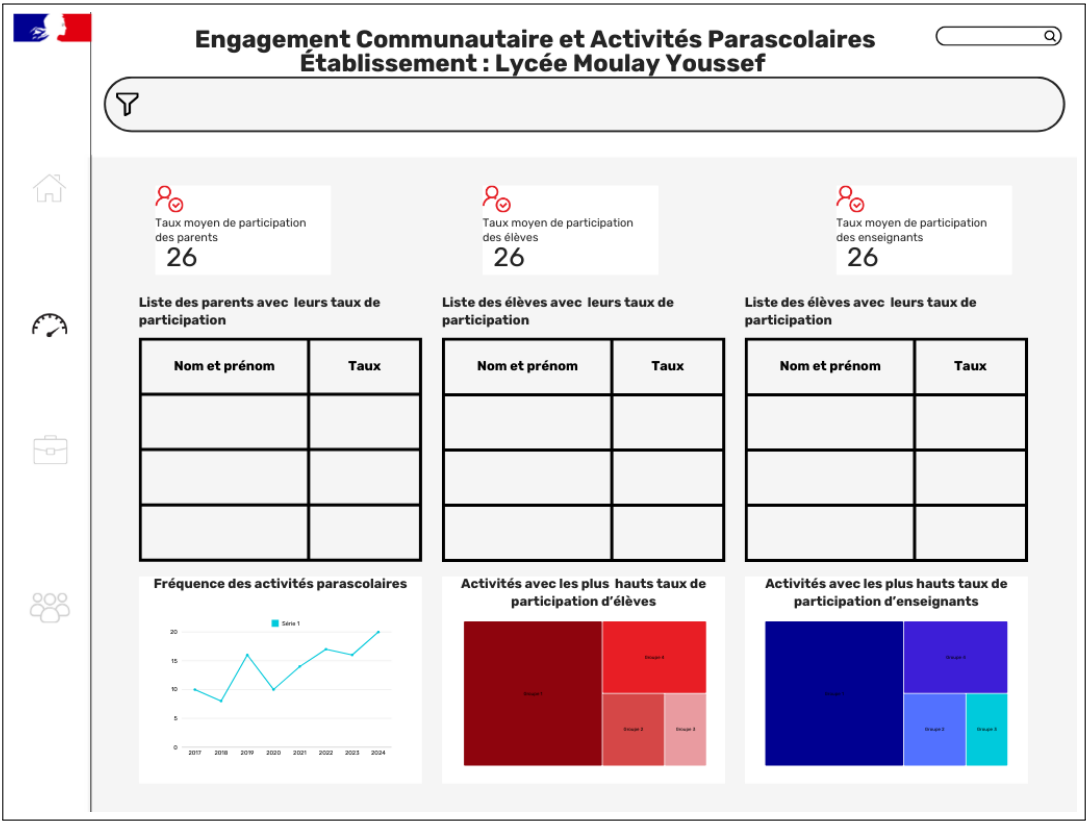 Engagement Communautaire et Activités Parascolaires
Établissement : Lycée Moulay Youssef
Taux moyen de participation
des parents
26
Taux moyen de participation
des élèves
26
Taux moyen de participation
des enseignants
26
Liste des parents avec leurs taux de
participation
Liste des élèves avec leurs taux de
participation
Liste des élèves avec leurs taux de
participation
Nom et prénom Taux
Nom et prénom Taux
Nom et prénom Taux
Fréquence des activités parascolaires
Série 1
20
15
10
5
0
2017 2018 2019 2020 2021 2022 2023 2024
Activités avec les plus hauts taux de
participation d'élèves
Groupe 2
Groupe 3
Activités avec les plus hauts taux de
participation d'enseignants